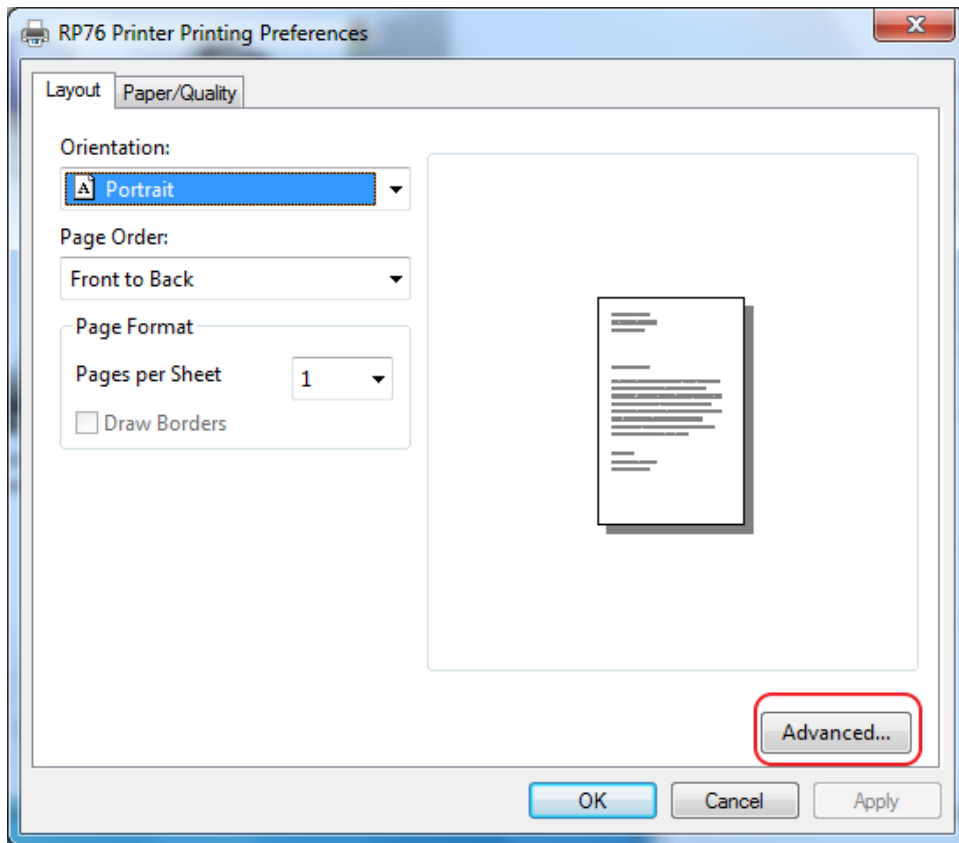 RP76 Printer Printing Preferences
Layout Paper/Quality
Orientation:
A Portrait
Page Order:
Front to Back
Page Format
Pages per Sheet 1
Draw Borders
Advanced...
OK Cancel Apply